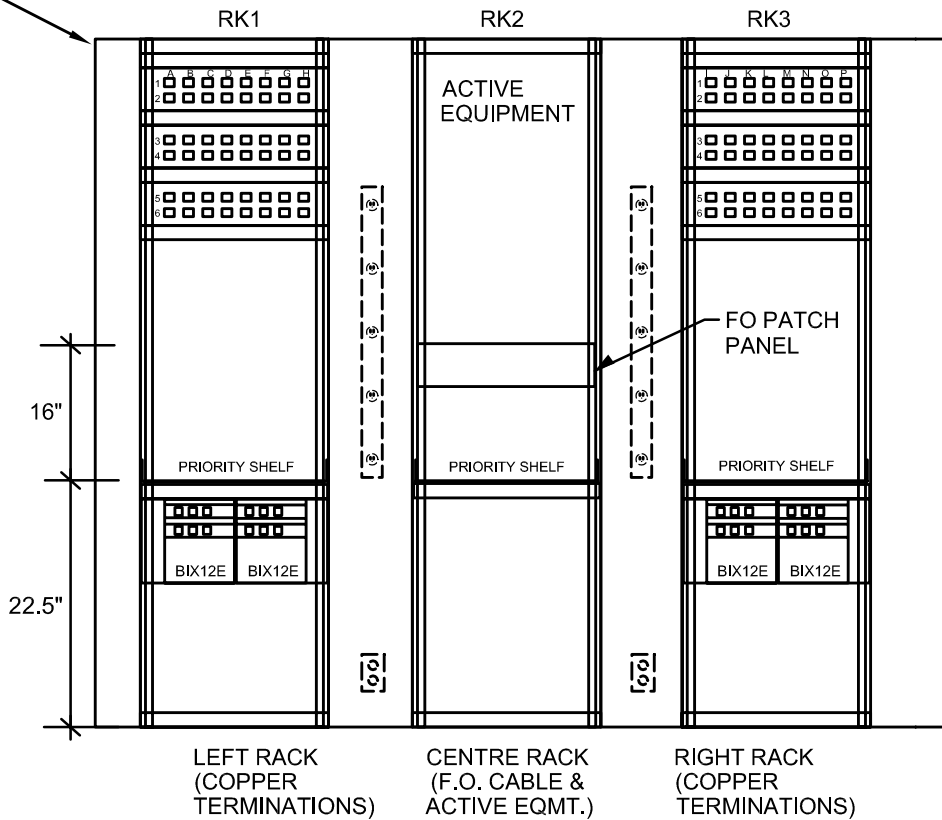 RK1
RK2
RK3
A B C D E F G H
1
2
3
4
5
6
ACTIVE
EQUIPMENT
I J K L M N O P
1
2
3
4
5
6
FO PATCH
PANEL
16"
PRIORITY SHELF
PRIORITY SHELF
PRIORITY SHELF
BIX12E BIX12E
BIX12E BIX12E
22.5"
LEFT RACK
(COPPER
TERMINATIONS)
CENTRE RACK
(F.O. CABLE &
ACTIVE EQMT.)
RIGHT RACK
(COPPER
TERMINATIONS)